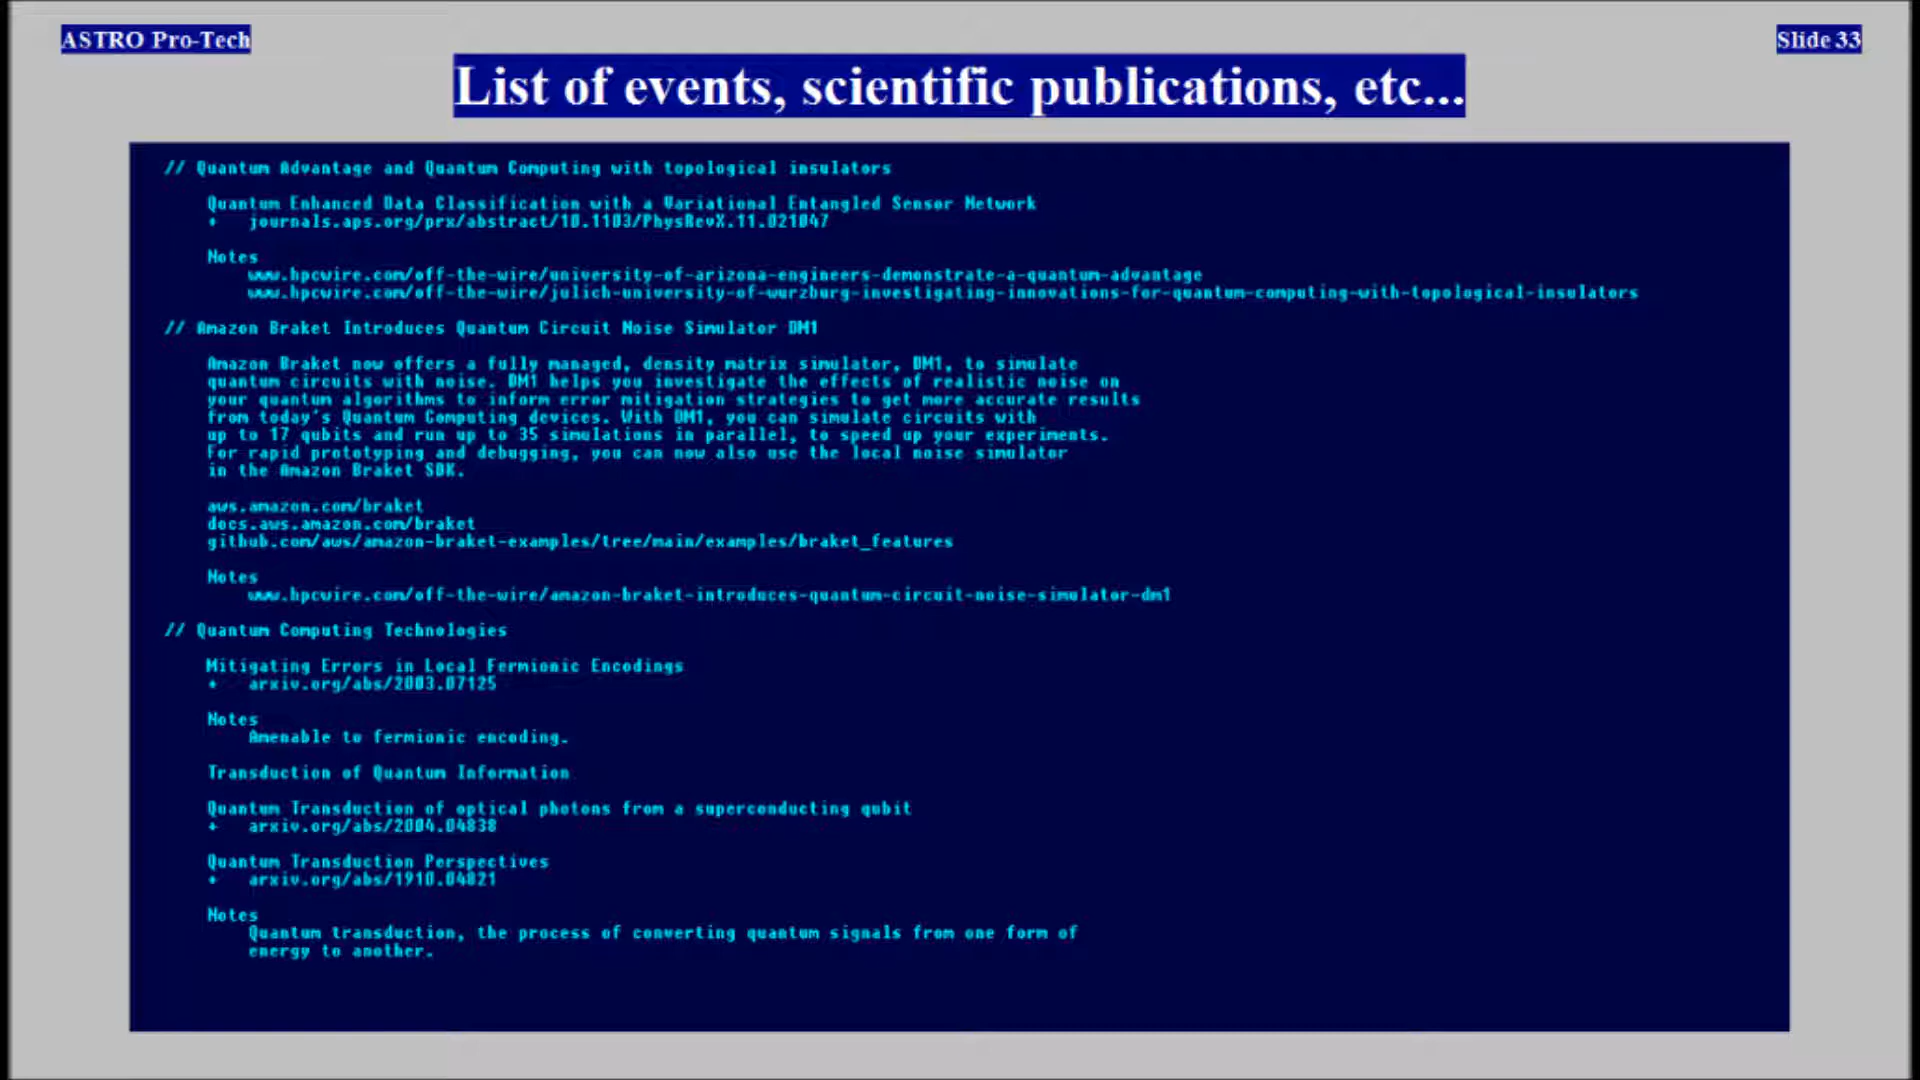 ASTRO Pro-Tech
Slide 33
List of events, scientific publications, etc...
// Quantum Advantage and Quantum Computing with topological insulators
Quantum Enhanced Data Classification with a Variational Entangled Sensor Network
+ journals.aps.org/prx/abstract/10.1103/PhysRevX.11.021047
Notes
www.hpcwire.com/off-the-wire/university-of-arizona-engineers-demonstrate-a-quantum-advantage
www.hpcwire.com/off-the-wire/julich-university-of-wurzburg-investigating-innovations-for-quantum-computing-with-topological-insulators
// Amazon Braket Introduces Quantum Circuit Noise Simulator DM1
Amazon Braket now offers a fully managed, density matrix simulator, DM1, to simulate
quantum circuits with noise. DM1 helps you investigate the effects of realistic noise on
your quantum algorithms to inform error mitigation strategies to get more accurate results
from today's Quantum Computing devices. With DM1, you can simulate circuits with
up to 17 qubits and run up to 35 simulations in parallel, to speed up your experiments.
For rapid prototyping and debugging, you can now also use the local noise simulator
in the Amazon Braket SDK.
aws.amazon.com/braket
docs.aws.amazon.com/braket
github.com/aws/amazon-braket-examples/tree/main/examples/braket_features
Notes
www.hpcwire.com/off-the-wire/amazon-braket-introduces-quantum-circuit-noise-simulator-dm1
// Quantum Computing Technologies
Mitigating Errors in Local Fermionic Encodings
+ arxiv.org/abs/2003.07125
Notes
Amenable to fermionic encoding.
Transduction of Quantum Information
Quantum Transduction of optical photons from a superconducting qubit
+ arxiv.org/abs/2004.04838
Quantum Transduction Perspectives
+ arxiv.org/abs/1910.04821
Notes
Quantum transduction, the process of converting quantum signals from one form of
energy to another.